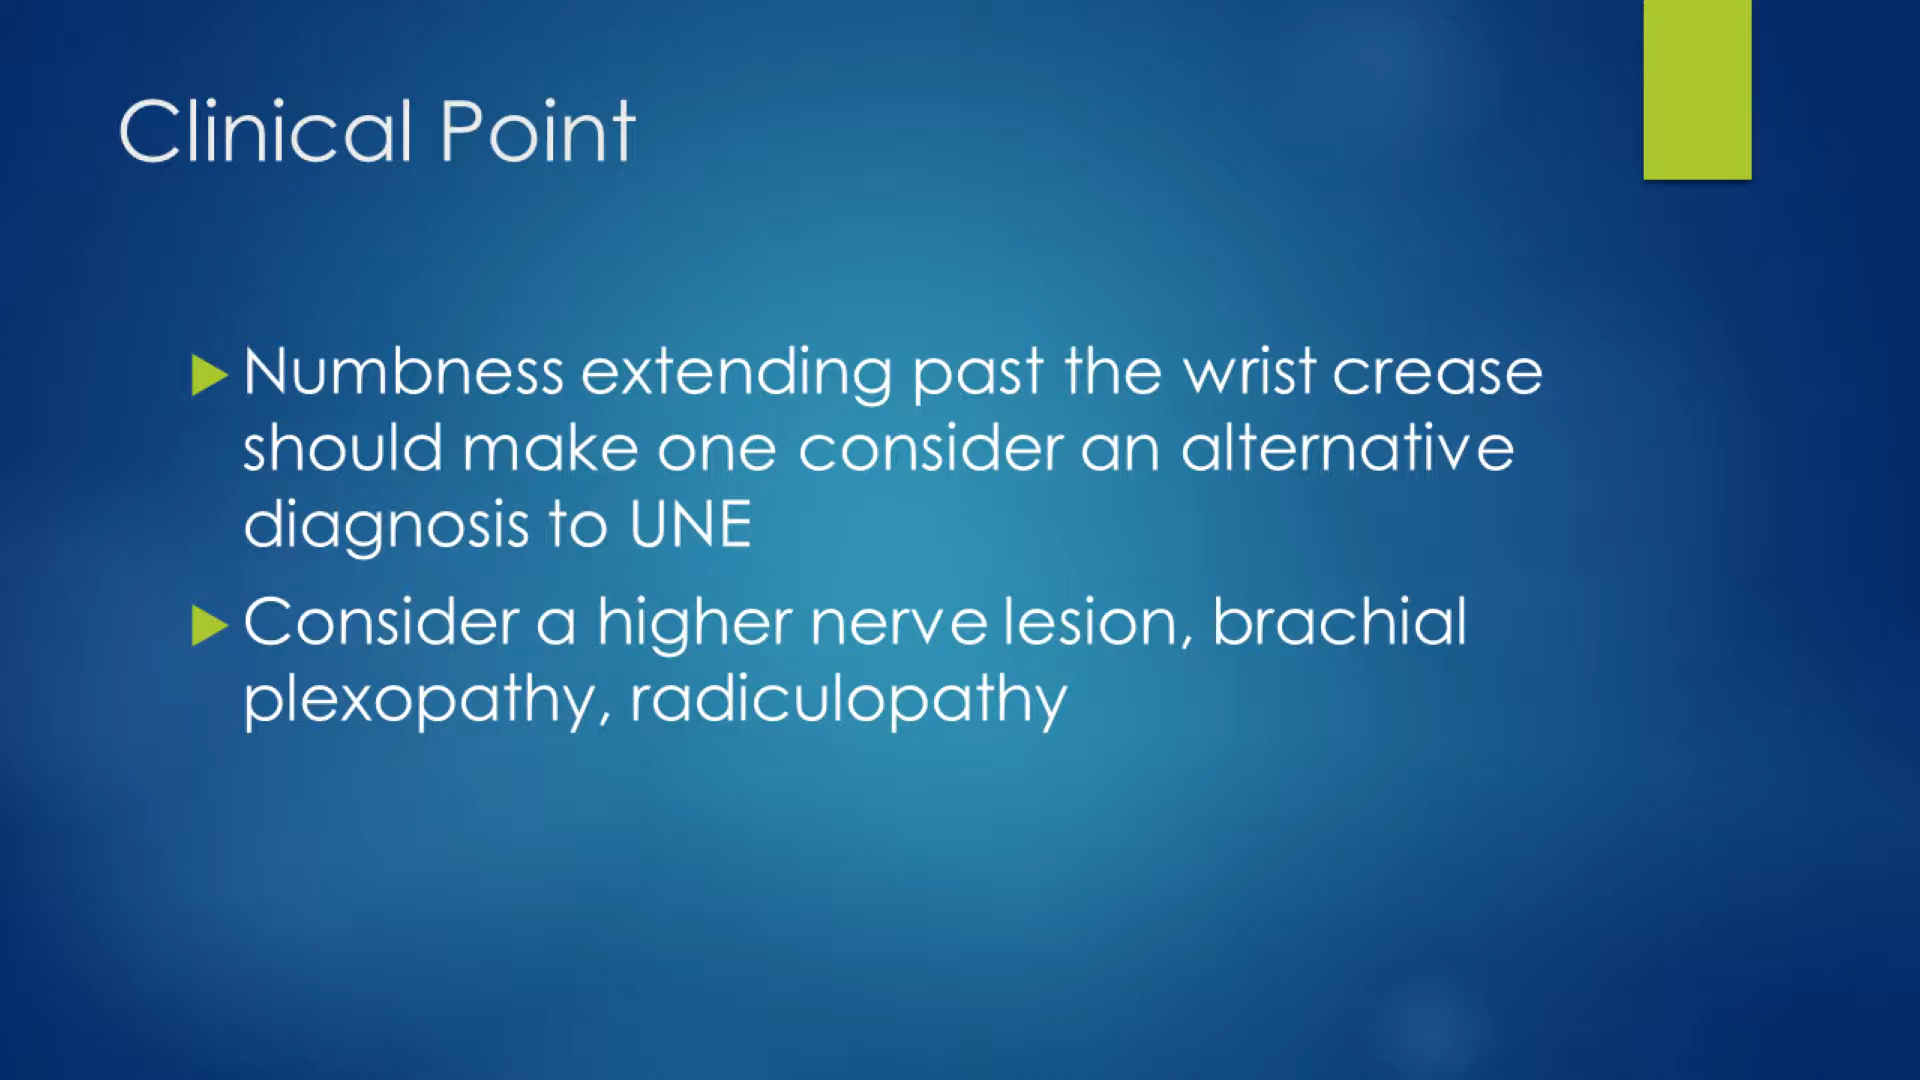 Clinical Point
Numbness extending past the wrist crease
should make one consider an alternative
diagnosis to UNE
Consider a higher nerve lesion, brachial
plexopathy, radiculopathy